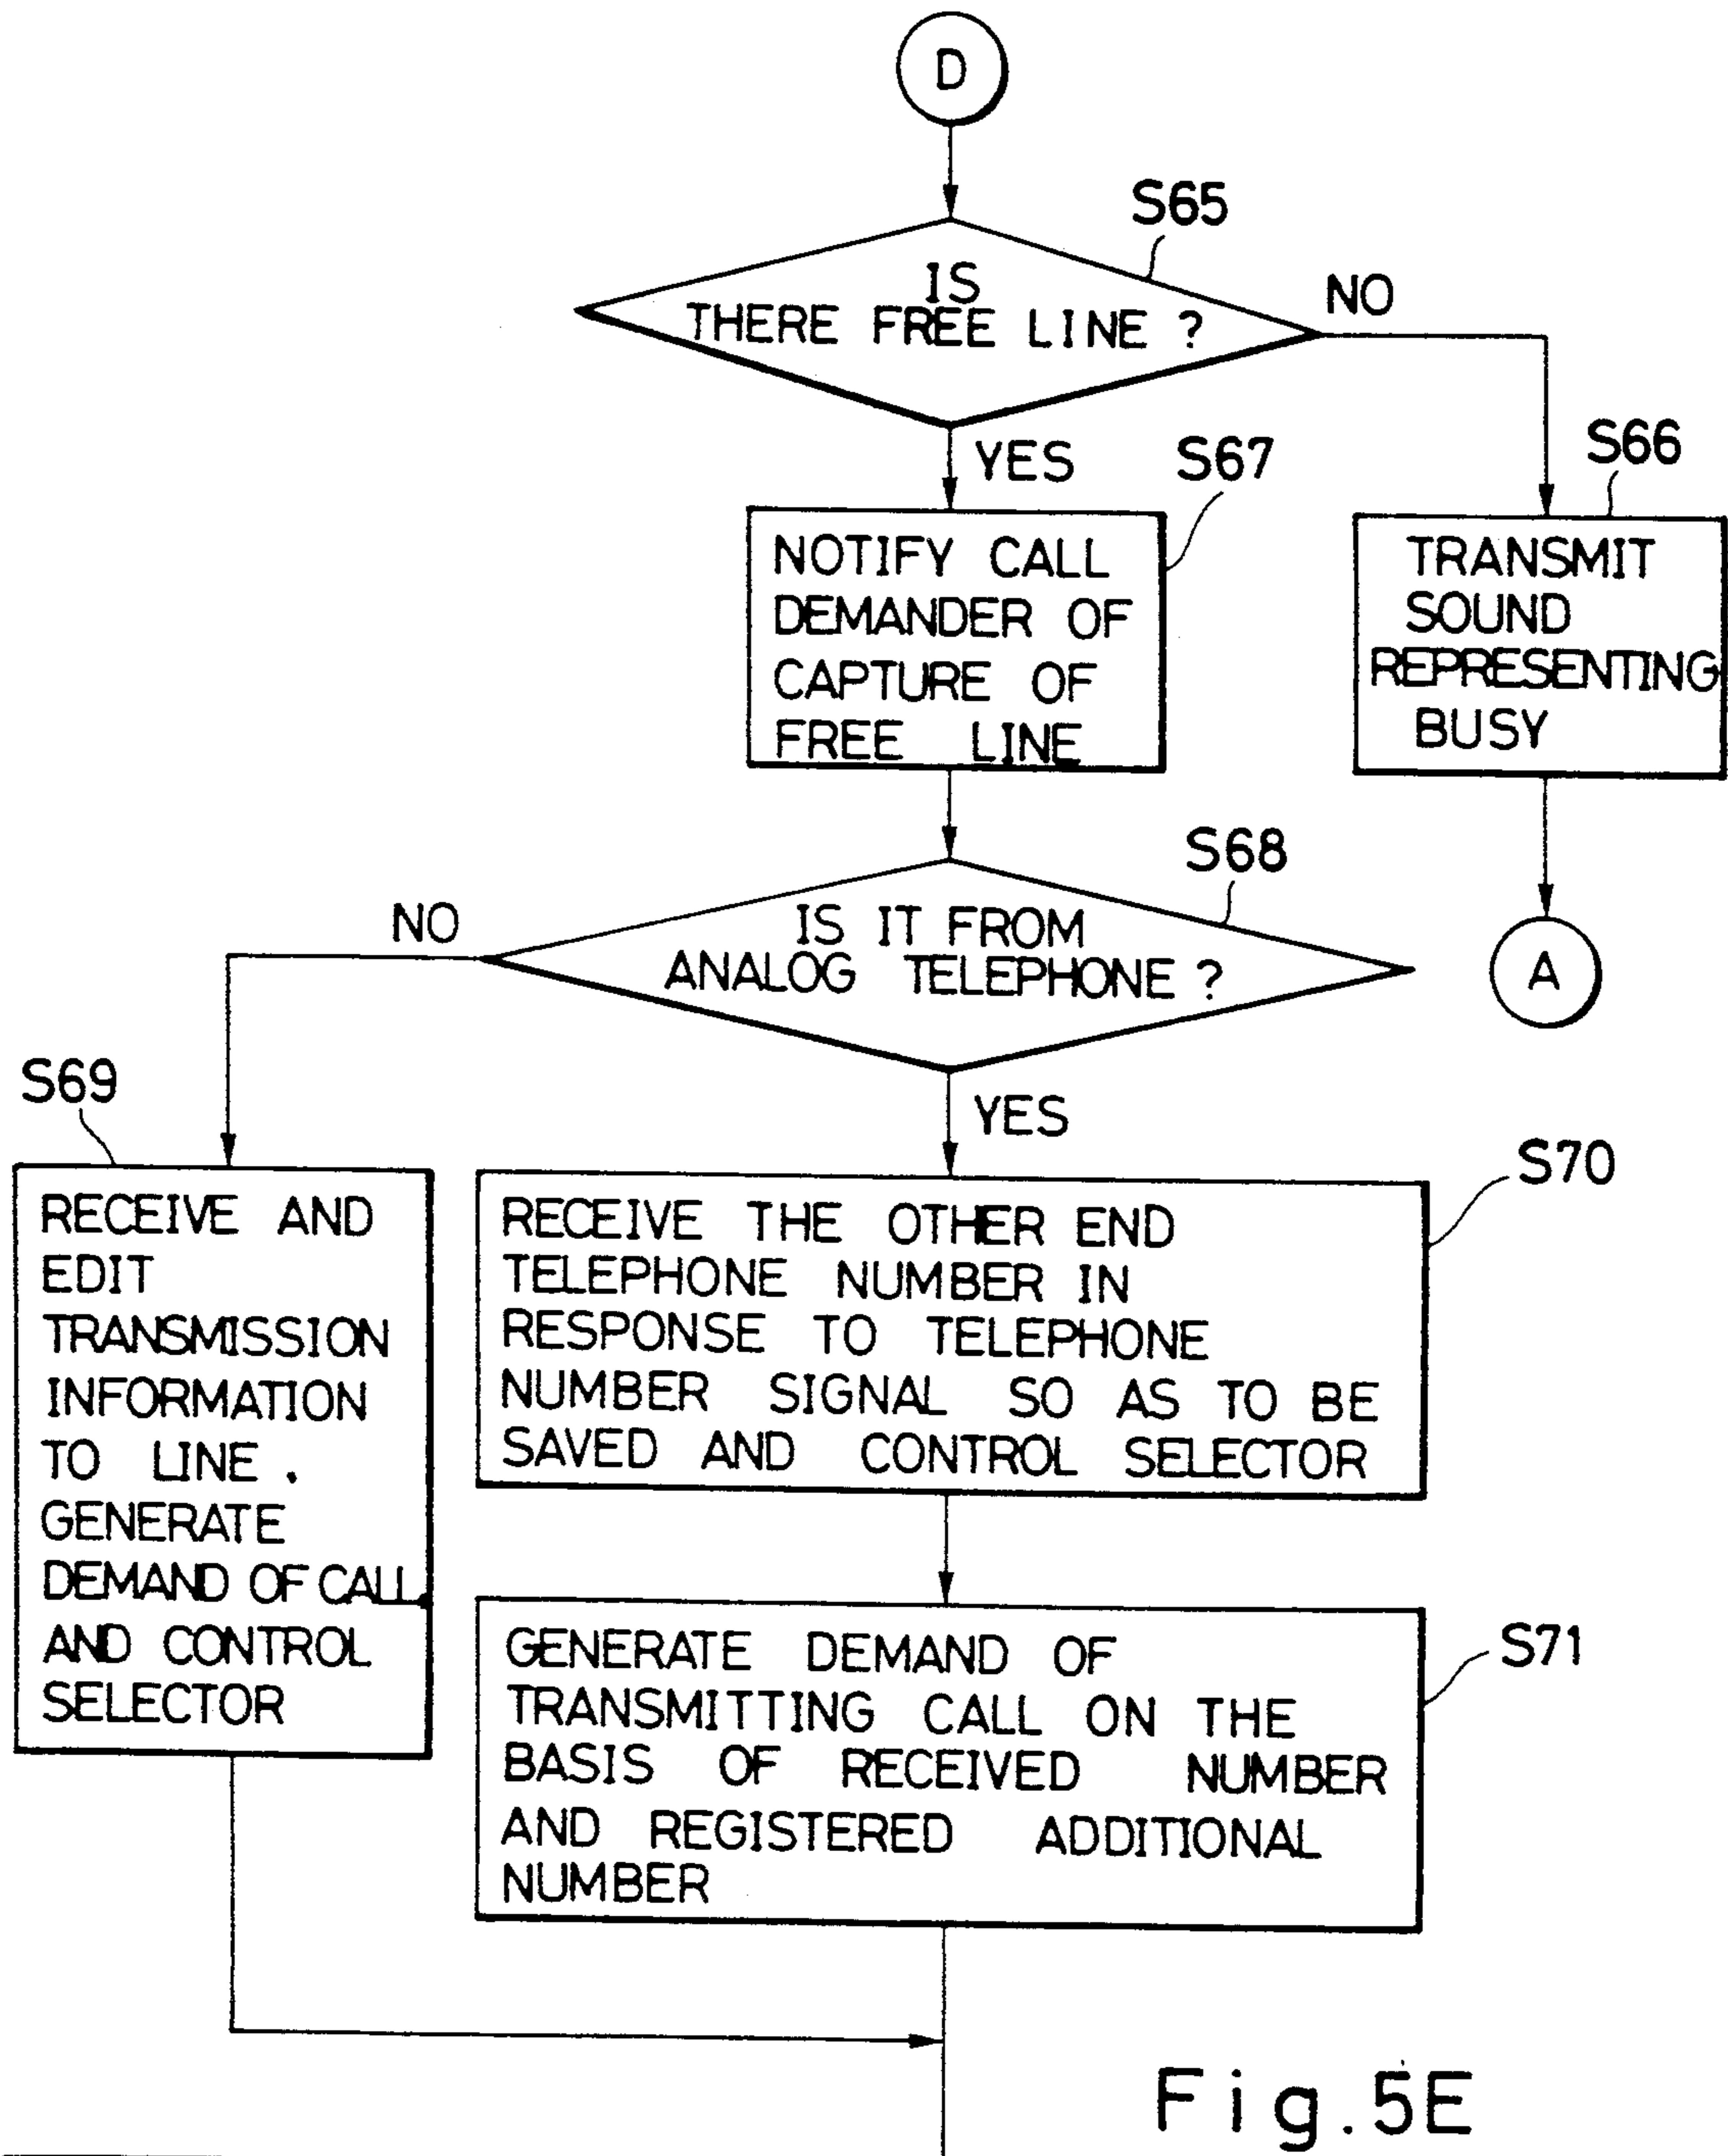 D
S65
IS
THERE FREE LINE ?
NO
YES
S67
S66
NOTIFY CALL
DEMANDER OF
CAPTURE OF
FREE LINE
TRANSMIT
SOUND
REPRESENTING
BUSY
S68
NO
IS IT FROM
ANALOG TELEPHONE ?
A
S69
YES
S70
RECEIVE AND
EDIT
TRANSMISSION
INFORMATION
TO LINE .
GENERATE
DEMAND OF CALL
AND CONTROL
SELECTOR
RECEIVE THE OTHER END
TELEPHONE NUMBER IN
RESPONSE TO TELEPHONE
NUMBER SIGNAL SO AS TO BE
SAVED AND CONTROL SELECTOR
S71
GENERATE DEMAND OF
TRANSMITTING CALL ON THE
BASIS OF RECEIVED NUMBER
AND REGISTERED ADDITIONAL
NUMBER
Fig.5E